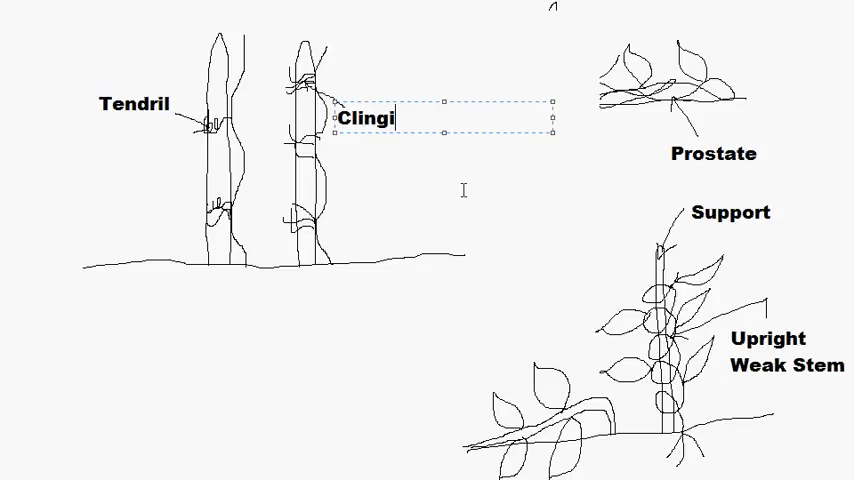 Tendril
Clingi
Prostate
Support
Upright
Weak Stem